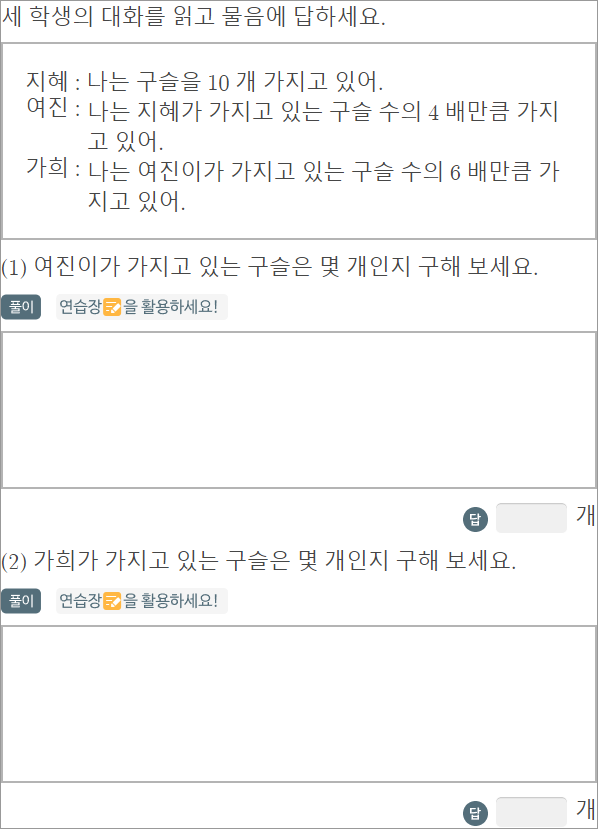 세 학생의 대화를 읽고 물음에 답하세요.
지혜 : 나는 구슬을 10 개 가지고 있어.
여진 : 나는 지혜가 가지고 있는 구슬 수의 4 배만큼 가지
고 있어.
가희 : 나는 여진이가 가지고 있는 구슬 수의 6 배만큼 가
지고 있어.
(1) 여진이가 가지고 있는 구슬은 몇 개인지 구해 보세요.
풀이 연습장을 활용하세요!
답 개
(2) 가희가 가지고 있는 구슬은 몇 개인지 구해 보세요.
풀이 연습장을 활용하세요!
답 개